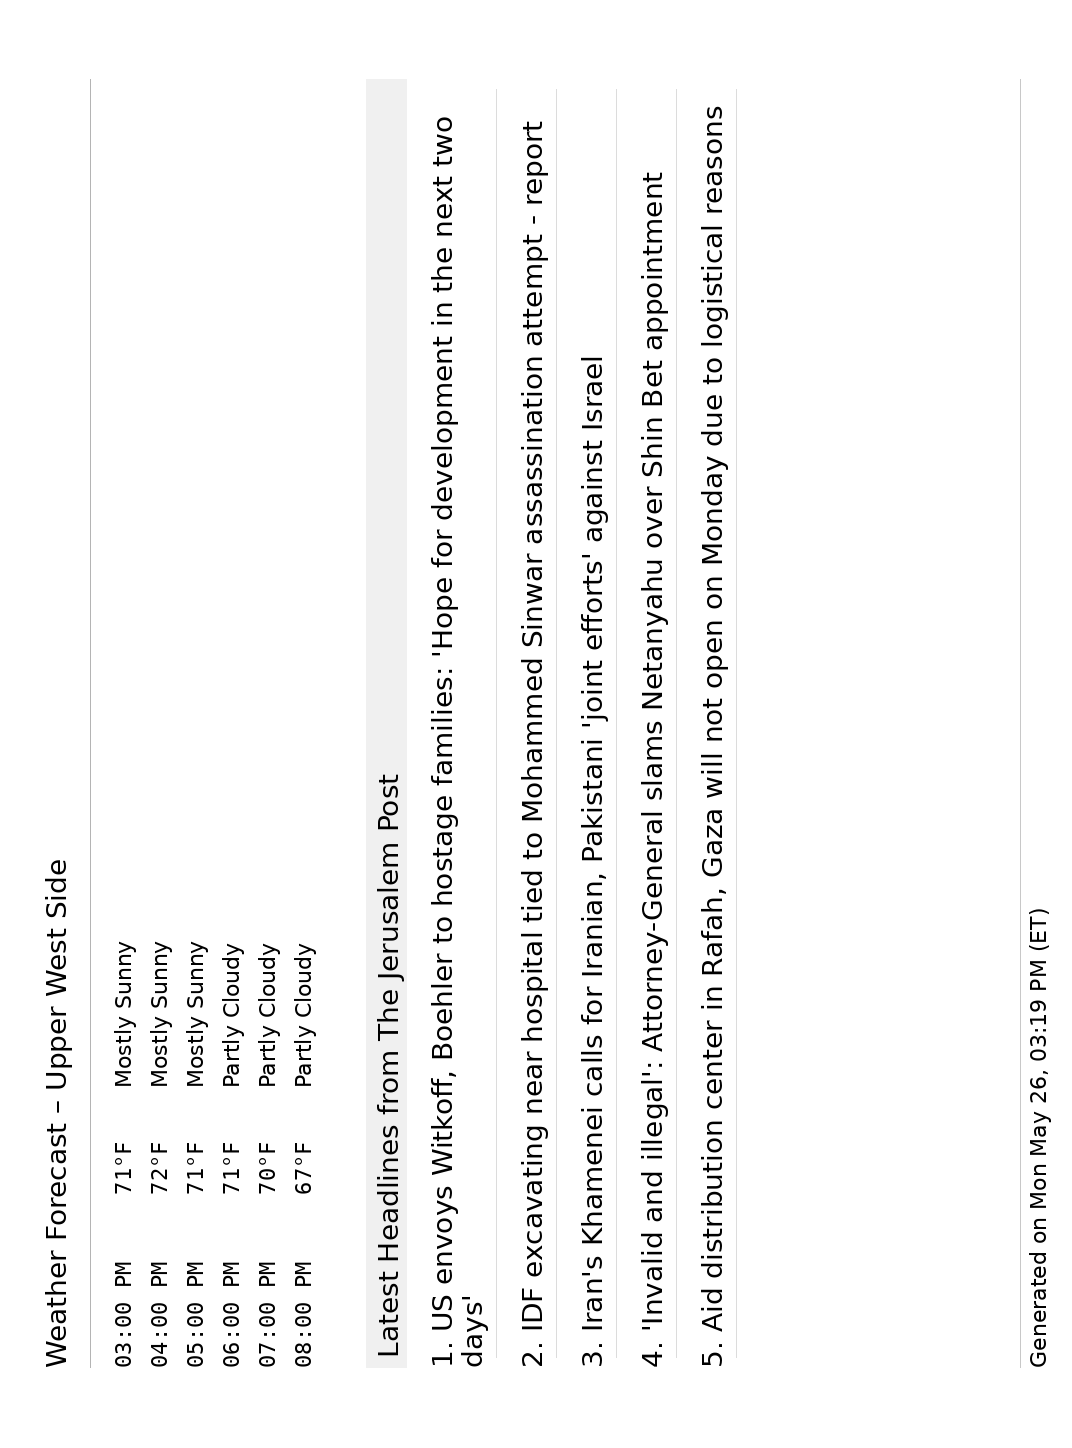 Weather Forecast – Upper West Side
03:00 PM 71°F Mostly Sunny
04:00 PM 72°F Mostly Sunny
05:00 PM 71°F Mostly Sunny
06:00 PM 71°F Partly Cloudy
07:00 PM 70°F Partly Cloudy
08:00 PM 67°F Partly Cloudy
Latest Headlines from The Jerusalem Post
1. US envoys Witkoff, Boehler to hostage families: 'Hope for development in the next two
days'
2. IDF excavating near hospital tied to Mohammed Sinwar assassination attempt - report
3. Iran's Khamenei calls for Iranian, Pakistani 'joint efforts' against Israel
4. 'Invalid and illegal': Attorney-General slams Netanyahu over Shin Bet appointment
5. Aid distribution center in Rafah, Gaza will not open on Monday due to logistical reasons
Generated on Mon May 26, 03:19 PM (ET)